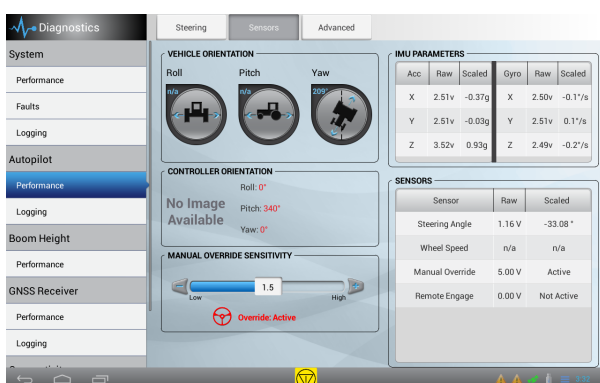 Diagnostics
Steering Sensors Advanced
System
Performance
Faults
Logging
Autopilot
Performance
Logging
Boom Height
Performance
GNSS Receiver
Performance
Logging
VEHICLE ORIENTATION
Roll Pitch Yaw
n/a n/a 209°
CONTROLLER ORIENTATION
No Image
Available
Roll: 0°
Pitch: 340°
Yaw: 0°
MANUAL OVERRIDE SENSITIVITY
1.5
Low High
Override: Active
IMU PARAMETERS
Acc Raw Scaled Gyro Raw Scaled
X 2.51v -0.37g X 2.50v -0.1°/s
Y 2.51v -0.03g Y 2.51v 0.1°/s
Z 3.52v 0.93g Z 2.49v -0.2°/s
SENSORS
Sensor Raw Scaled
Steering Angle 1.16 V -33.08 °
Wheel Speed n/a n/a
Manual Override 5.00 V Active
Remote Engage 0.00 V Not Active